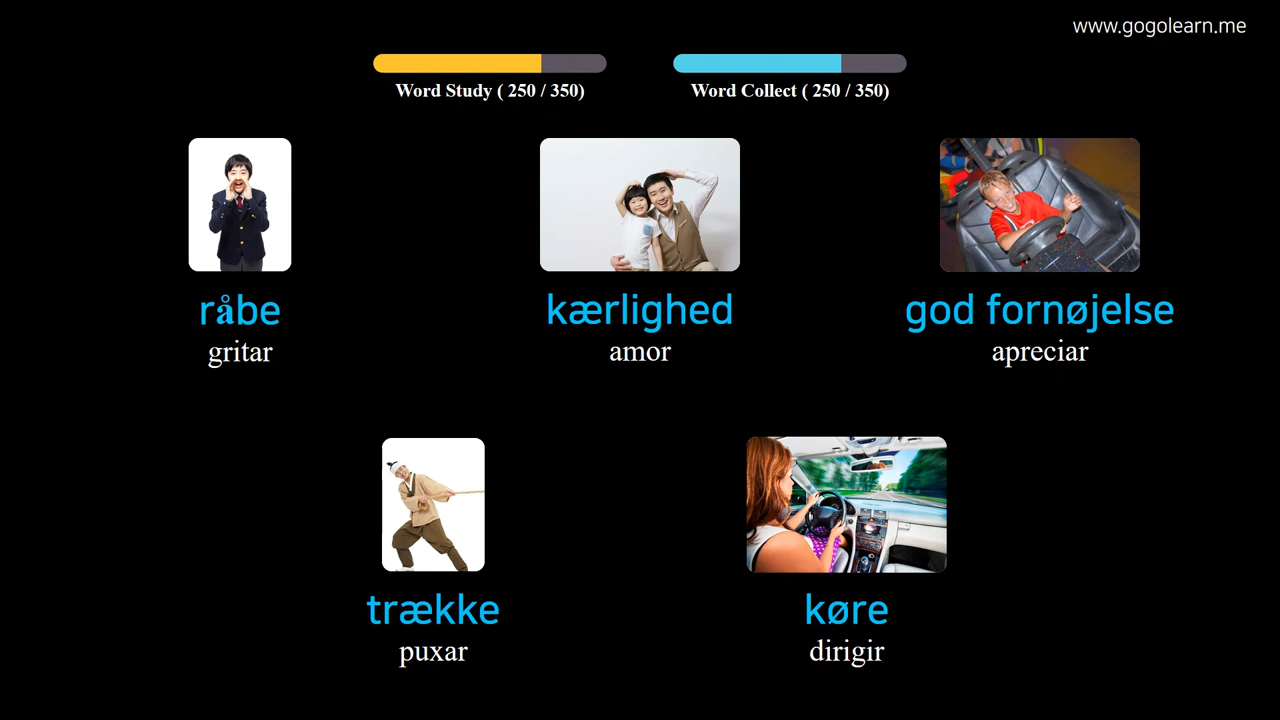 www.gogolearn.me
Word Study ( 250 / 350)
Word Collect ( 250 / 350)
råbe
gritar
kærlighed
amor
god fornøjelse
apreciar
trække
puxar
køre
dirigir